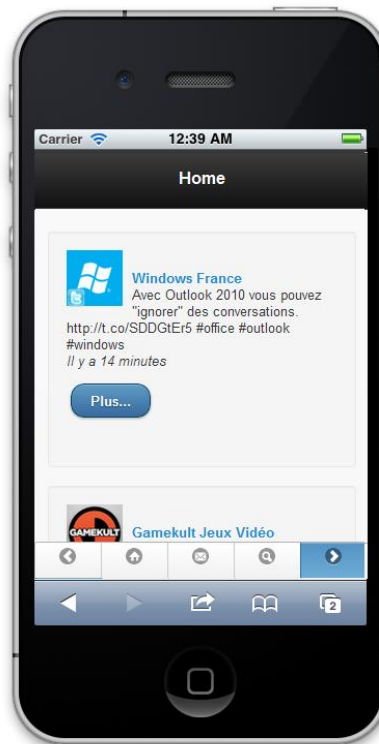 Carrier 12:39 AM
Home
Windows France
Avec Outlook 2010 vous pouvez
"ignorer" des conversations.
http://t.co/SDDGtEr5 #office #outlook
#windows
Il y a 14 minutes
Plus...
GAMEKULT
Gamekult Jeux Vidéo
2